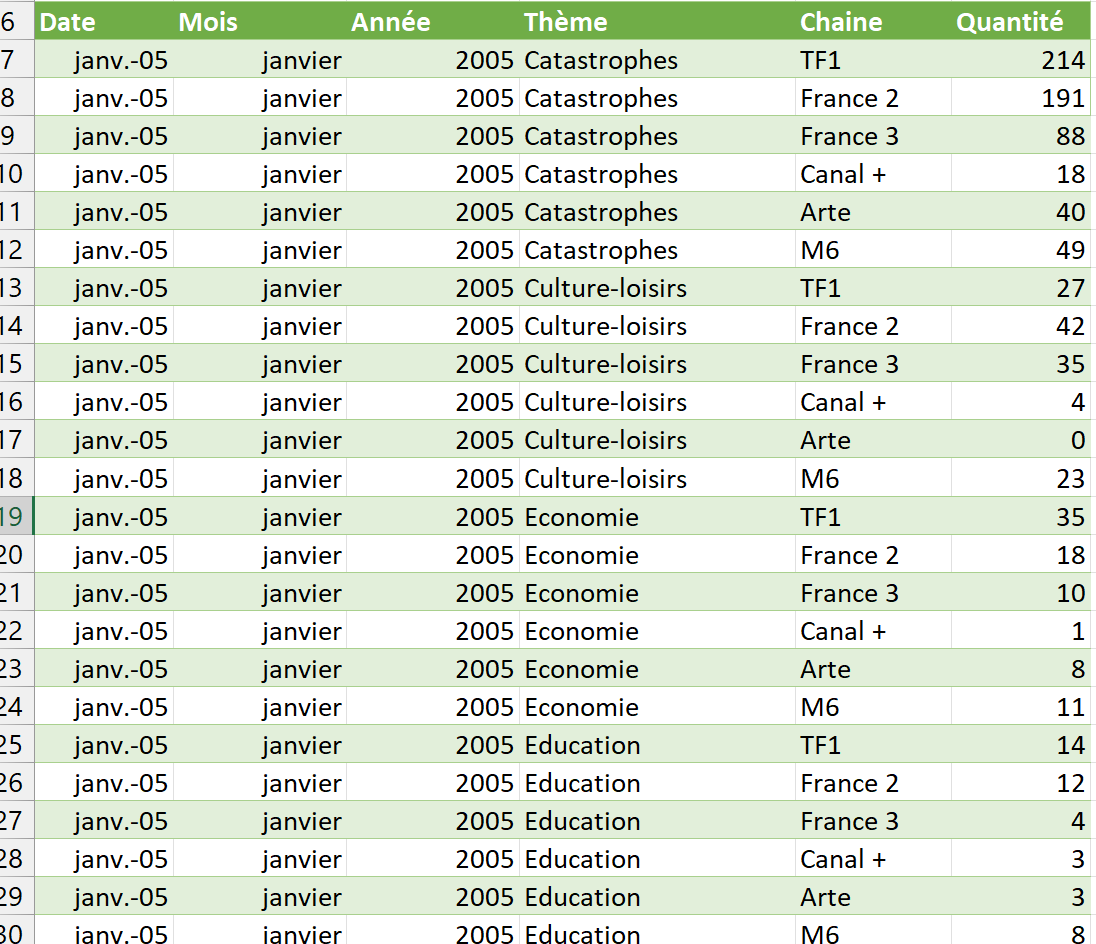 6 Date Mois Année Thème Chaine Quantité
7 janv.-05 janvier 2005 Catastrophes TF1 214
8 janv.-05 janvier 2005 Catastrophes France 2 191
9 janv.-05 janvier 2005 Catastrophes France 3 88
10 janv.-05 janvier 2005 Catastrophes Canal + 18
11 janv.-05 janvier 2005 Catastrophes Arte 40
12 janv.-05 janvier 2005 Catastrophes M6 49
13 janv.-05 janvier 2005 Culture-loisirs TF1 27
14 janv.-05 janvier 2005 Culture-loisirs France 2 42
15 janv.-05 janvier 2005 Culture-loisirs France 3 35
16 janv.-05 janvier 2005 Culture-loisirs Canal + 4
17 janv.-05 janvier 2005 Culture-loisirs Arte 0
18 janv.-05 janvier 2005 Culture-loisirs M6 23
19 janv.-05 janvier 2005 Economie TF1 35
20 janv.-05 janvier 2005 Economie France 2 18
21 janv.-05 janvier 2005 Economie France 3 10
22 janv.-05 janvier 2005 Economie Canal + 1
23 janv.-05 janvier 2005 Economie Arte 8
24 janv.-05 janvier 2005 Economie M6 11
25 janv.-05 janvier 2005 Education TF1 14
26 janv.-05 janvier 2005 Education France 2 12
27 janv.-05 janvier 2005 Education France 3 4
28 janv.-05 janvier 2005 Education Canal + 3
29 janv.-05 janvier 2005 Education Arte 3
30 janv.-05 janvier 2005 Education M6 8